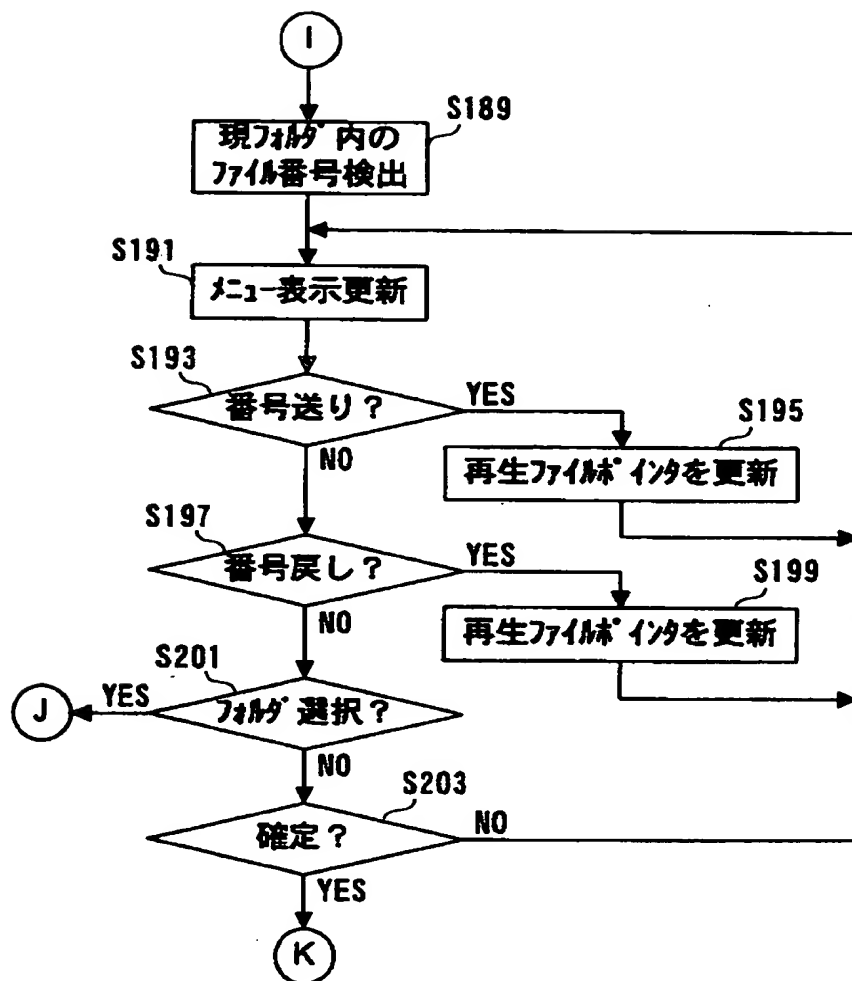 I
S189
現フォルダ内の
ファイル番号検出
S191
メニュー表示更新
S193
番号送り?
YES
NO
S195
再生ファイルポインタを更新
S197
番号戻し?
YES
NO
S199
再生ファイルポインタを更新
S201
フォルダ選択?
YES
J
NO
S203
確定?
NO
YES
K